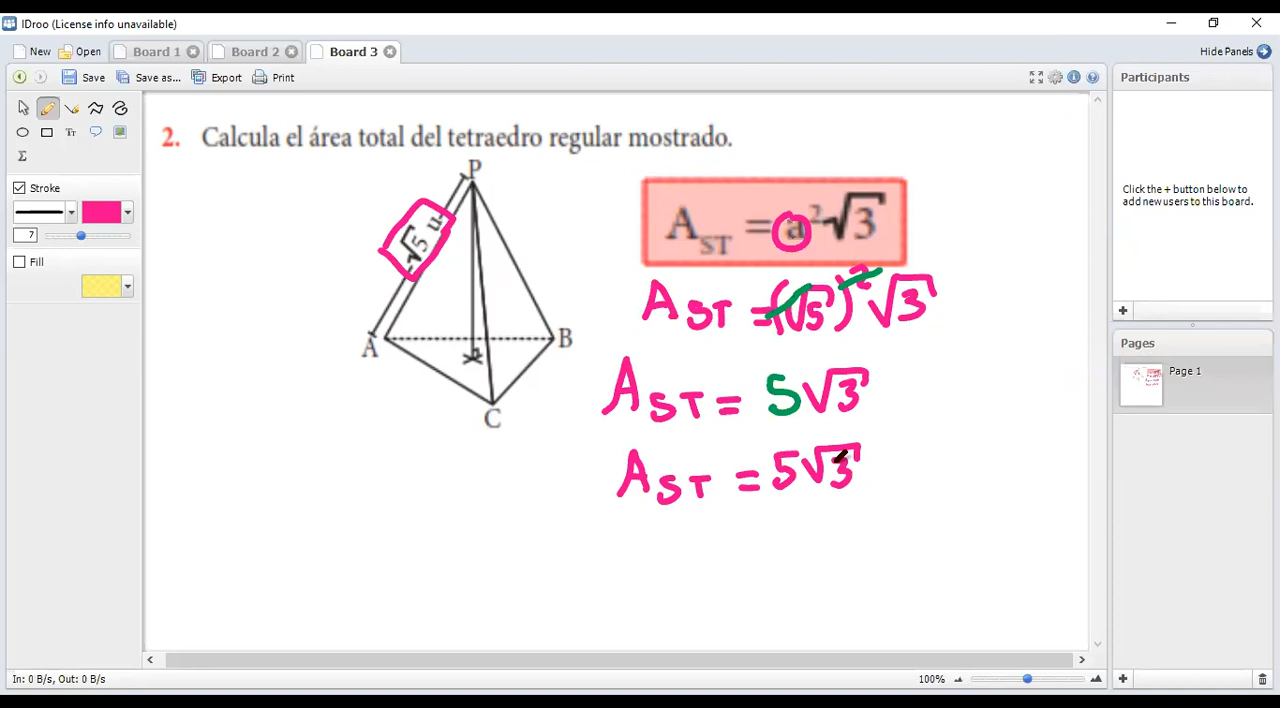 IDroo (License info unavailable)
New Open Board 1 Board 2 Board 3 Hide Panels
Save Save as... Export Print
Participants
Click the + button below to
add new users to this board.
Stroke
7
Fill
2. Calcula el área total del tetraedro regular mostrado.
P
√5 u
A
B
C
A_ST = a²√3
A_ST = (√5)² √3
A_ST = 5√3
A_ST = 5√3
Pages
Page 1
In: 0 B/s, Out: 0 B/s 100%